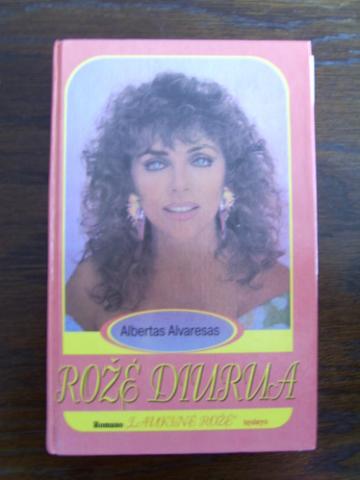 Albertas Alvaresas
ROŽĖ DIURUA
Romano „LAUKINĖ ROŽĖ“ tęsinys